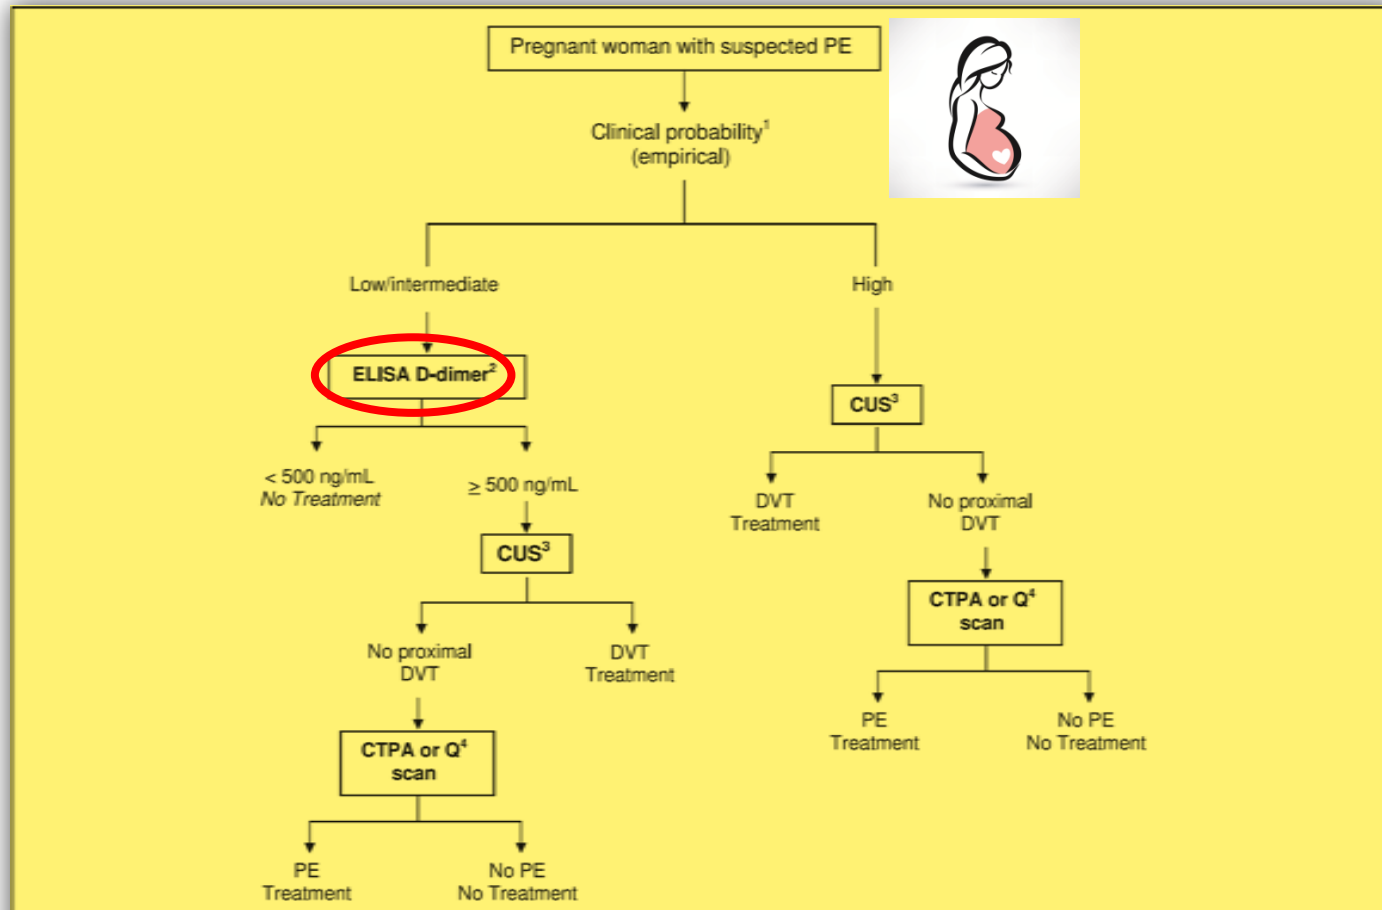 Pregnant woman with suspected PE
Clinical probability¹
(empirical)
Low/intermediate
High
ELISA D-dimer²
< 500 ng/mL
No Treatment
≥ 500 ng/mL
CUS³
No proximal
DVT
DVT
Treatment
CTPA or Q⁴
scan
PE
Treatment
No PE
No Treatment
CUS³
DVT
Treatment
No proximal
DVT
CTPA or Q⁴
scan
PE
Treatment
No PE
No Treatment